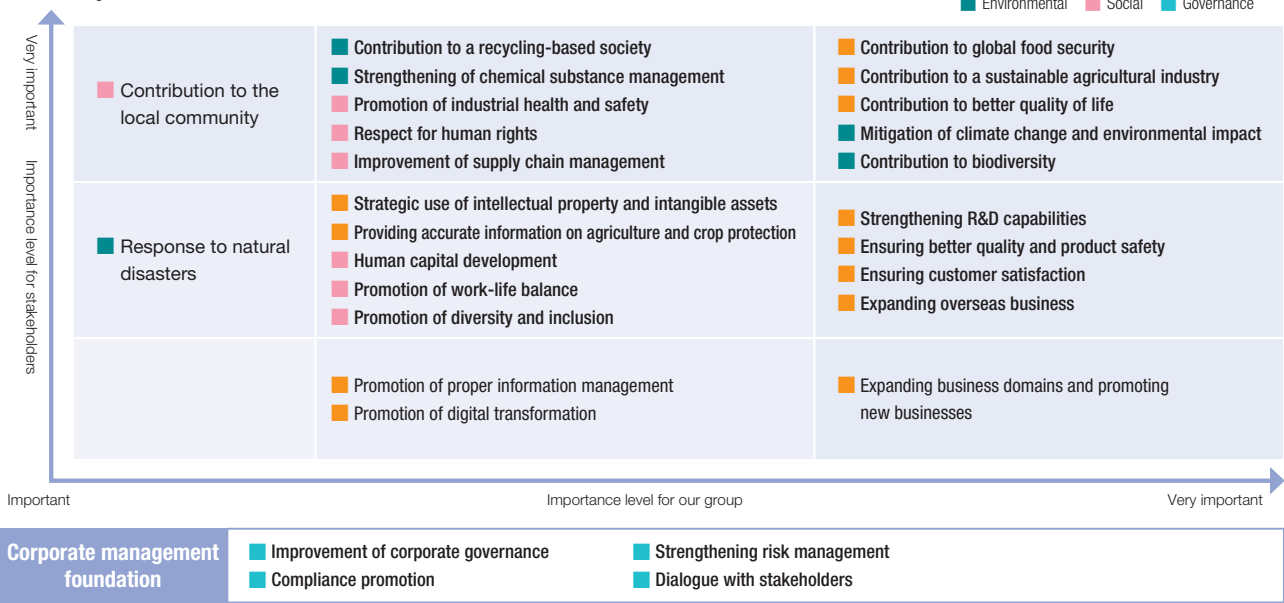 Environmental Social Governance
Very important
Importance level for stakeholders
Contribution to the
local community
Contribution to a recycling-based society
Strengthening of chemical substance management
Promotion of industrial health and safety
Respect for human rights
Improvement of supply chain management
Contribution to global food security
Contribution to a sustainable agricultural industry
Contribution to better quality of life
Mitigation of climate change and environmental impact
Contribution to biodiversity
Response to natural
disasters
Strategic use of intellectual property and intangible assets
Providing accurate information on agriculture and crop protection
Human capital development
Promotion of work-life balance
Promotion of diversity and inclusion
Strengthening R&D capabilities
Ensuring better quality and product safety
Ensuring customer satisfaction
Expanding overseas business
Promotion of proper information management
Promotion of digital transformation
Expanding business domains and promoting
new businesses
Important
Importance level for our group
Very important
Corporate management
foundation
Improvement of corporate governance
Compliance promotion
Strengthening risk management
Dialogue with stakeholders